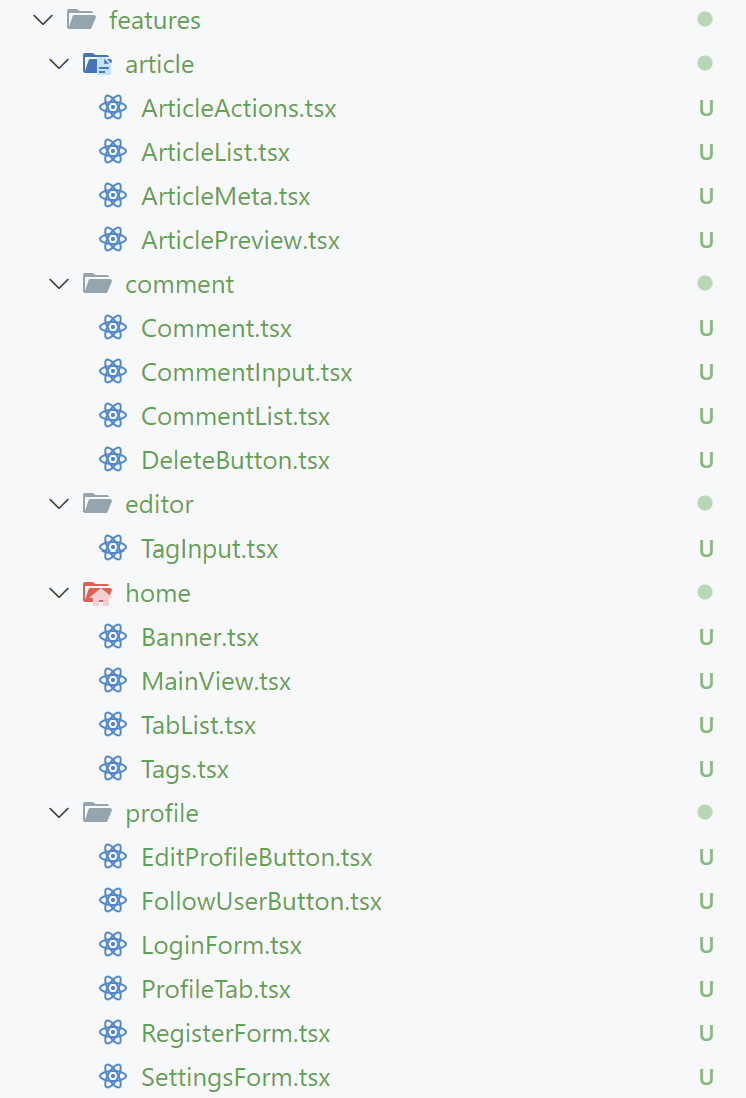 features
article
ArticleActions.tsx U
ArticleList.tsx U
ArticleMeta.tsx U
ArticlePreview.tsx U
comment
Comment.tsx U
CommentInput.tsx U
CommentList.tsx U
DeleteButton.tsx U
editor
TagInput.tsx U
home
Banner.tsx U
MainView.tsx U
TabList.tsx U
Tags.tsx U
profile
EditProfileButton.tsx U
FollowUserButton.tsx U
LoginForm.tsx U
ProfileTab.tsx U
RegisterForm.tsx U
SettingsForm.tsx U